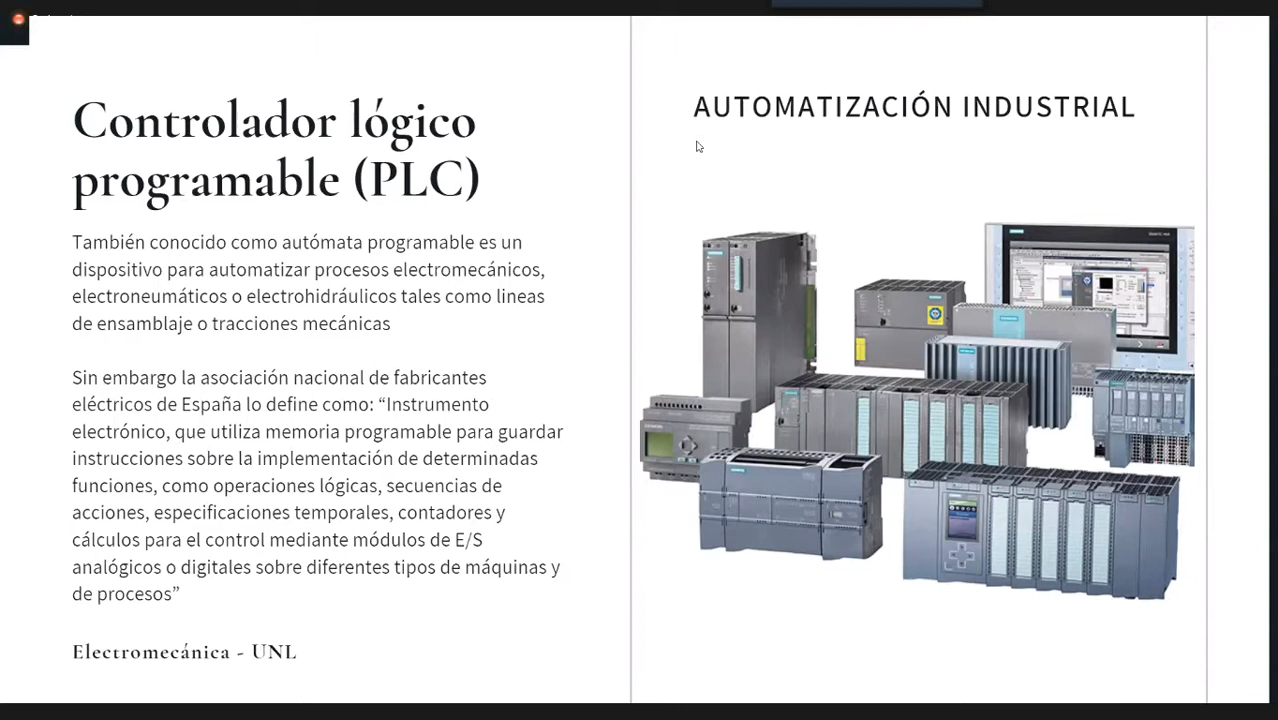 Controlador lógico
programable (PLC)
También conocido como autómata programable es un
dispositivo para automatizar procesos electromecánicos,
electroneumáticos o electrohidráulicos tales como lineas
de ensamblaje o tracciones mecánicas
Sin embargo la asociación nacional de fabricantes
eléctricos de España lo define como: “Instrumento
electrónico, que utiliza memoria programable para guardar
instrucciones sobre la implementación de determinadas
funciones, como operaciones lógicas, secuencias de
acciones, especificaciones temporales, contadores y
cálculos para el control mediante módulos de E/S
analógicos o digitales sobre diferentes tipos de máquinas y
de procesos”
Electromecánica - UNL
AUTOMATIZACIÓN INDUSTRIAL
SIEMENS